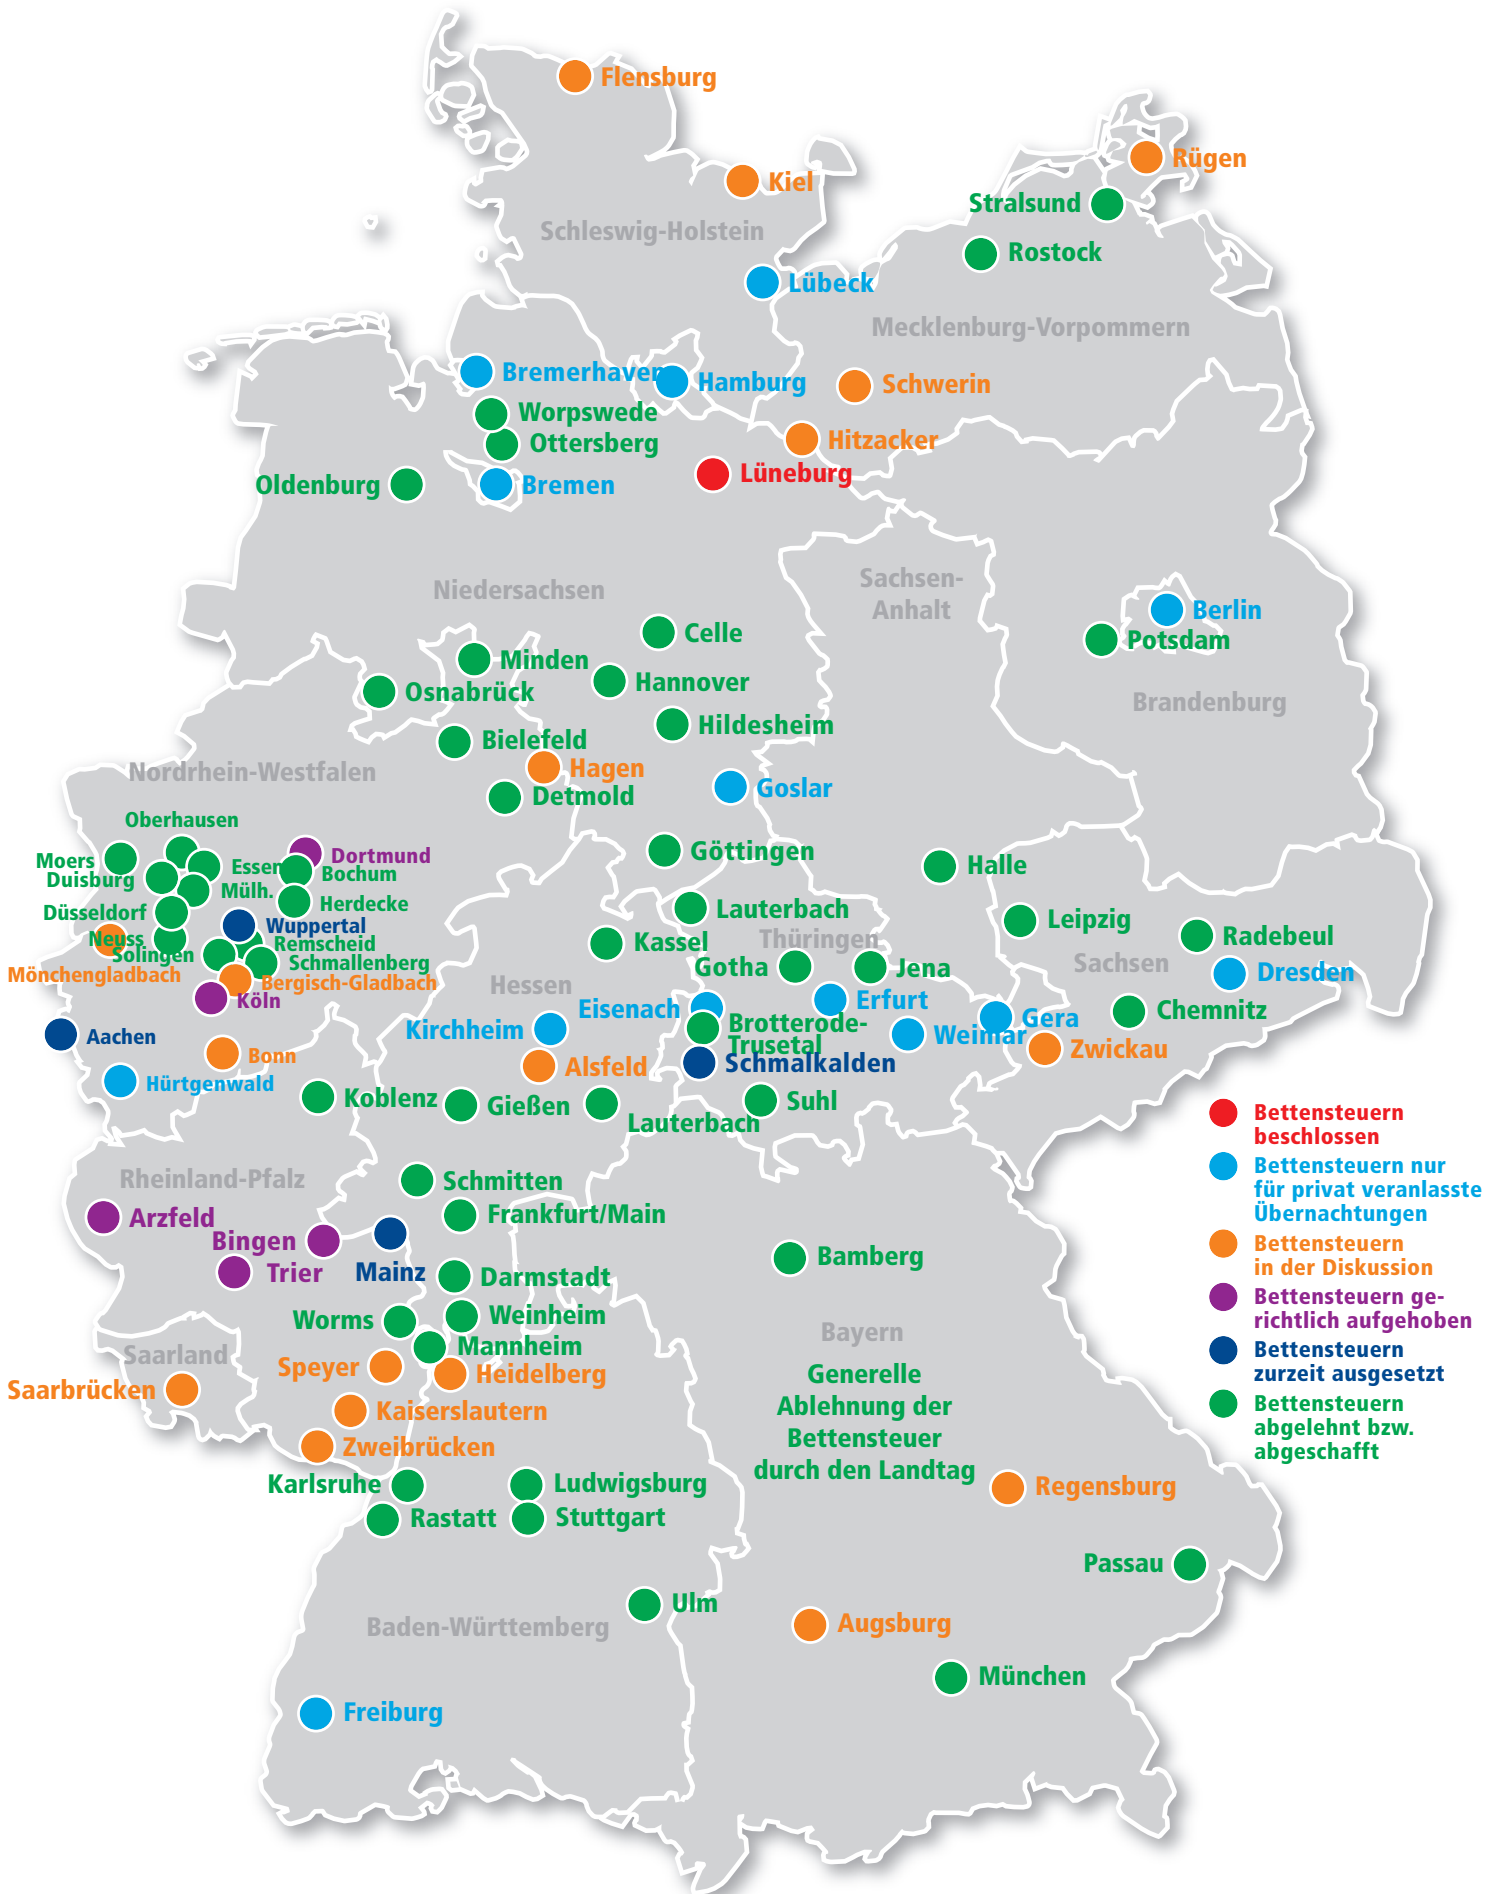 Flensburg
Rügen
Kiel
Stralsund
Schleswig-Holstein
Rostock
Lübeck
Mecklenburg-Vorpommern
Bremerhaven
Hamburg
Schwerin
Worpswede
Hitzacker
Ottersberg
Lüneburg
Oldenburg
Bremen
Sachsen-
Anhalt
Niedersachsen
Berlin
Celle
Potsdam
Minden
Hannover
Osnabrück
Brandenburg
Hildesheim
Bielefeld
Hagen
Nordrhein-Westfalen
Goslar
Detmold
Oberhausen
Göttingen
Dortmund
Moers
Essen
Halle
Bochum
Duisburg
Mülh.
Herdecke
Lauterbach
Düsseldorf
Leipzig
Wuppertal
Radebeul
Neuss
Remscheid
Kassel
Thüringen
Solingen
Schmallenberg
Gotha
Jena
Sachsen
Mönchengladbach
Bergisch-Gladbach
Dresden
Hessen
Köln
Erfurt
Eisenach
Chemnitz
Gera
Brotterode-
Trusetal
Kirchheim
Weimar
Aachen
Zwickau
Bonn
Alsfeld
Schmalkalden
Hürtgenwald
Koblenz
Gießen
Suhl
Lauterbach
Bettensteuern
beschlossen
Bettensteuern nur
für privat veranlasste
Übernachtungen
Bettensteuern
in der Diskussion
Bettensteuern ge-
richtlich aufgehoben
Bettensteuern
zurzeit ausgesetzt
Bettensteuern
abgelehnt bzw.
abgeschafft
Rheinland-Pfalz
Schmitten
Arzfeld
Frankfurt/Main
Bingen
Bamberg
Trier
Mainz
Darmstadt
Worms
Weinheim
Bayern
Mannheim
Saarland
Speyer
Heidelberg
Generelle
Ablehnung der
Bettensteuer
durch den Landtag
Saarbrücken
Kaiserslautern
Zweibrücken
Karlsruhe
Ludwigsburg
Regensburg
Rastatt
Stuttgart
Passau
Ulm
Baden-Württemberg
Augsburg
München
Freiburg